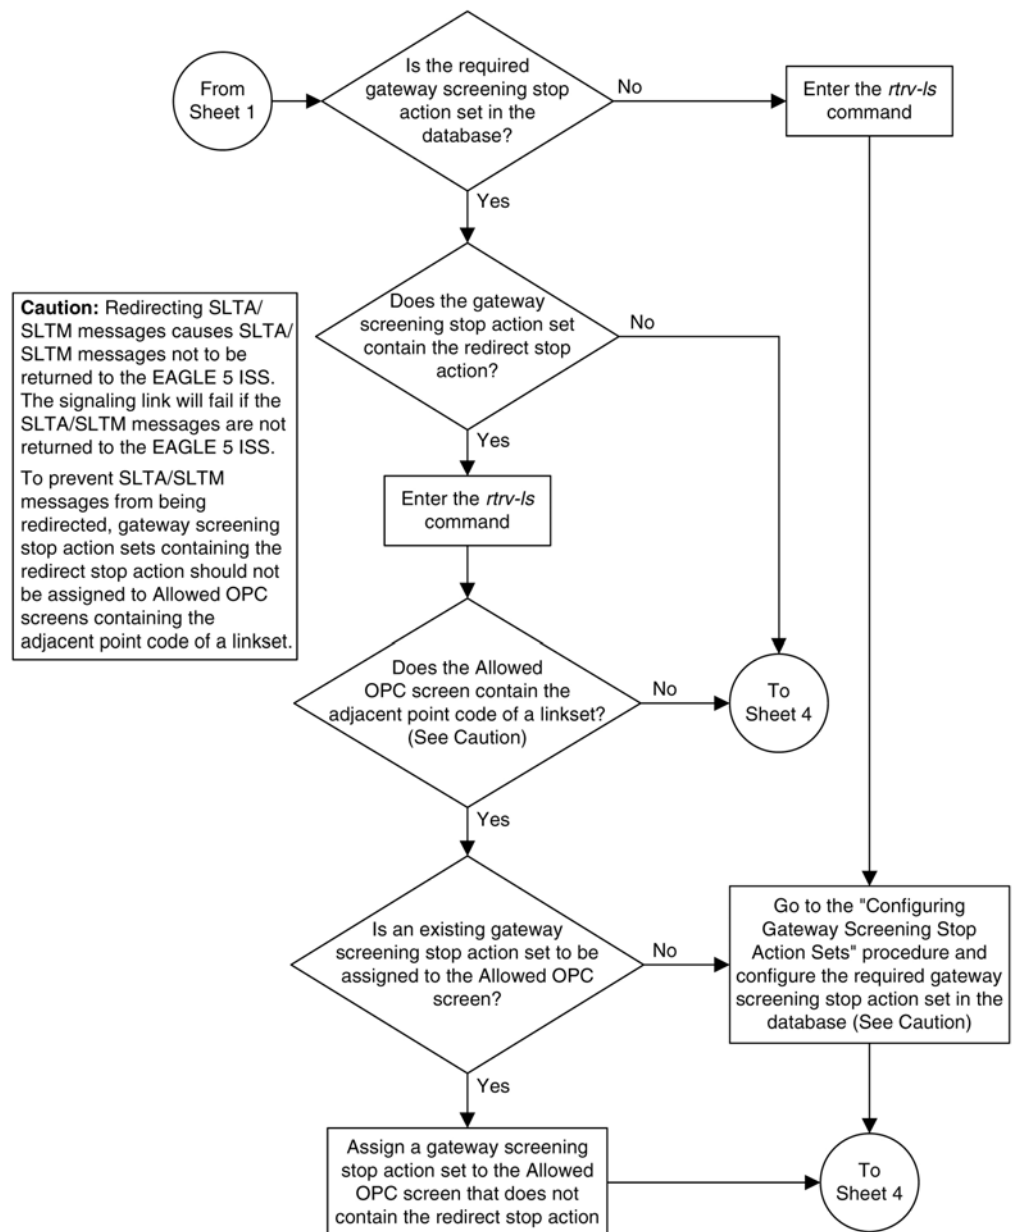 From
Sheet 1
Is the required
gateway screening stop
action set in the
database?
No
Enter the rtrv-ls
command
Yes
Does the gateway
screening stop action set
contain the redirect stop
action?
No
Caution: Redirecting SLTA/
SLTM messages causes SLTA/
SLTM messages not to be
returned to the EAGLE 5 ISS.
The signaling link will fail if the
SLTA/SLTM messages are not
returned to the EAGLE 5 ISS.
To prevent SLTA/SLTM
messages from being
redirected, gateway screening
stop action sets containing the
redirect stop action should not
be assigned to Allowed OPC
screens containing the
adjacent point code of a linkset.
Yes
Enter the rtrv-ls
command
Does the Allowed
OPC screen contain the
adjacent point code of a linkset?
(See Caution)
No
To
Sheet 4
Yes
Is an existing gateway
screening stop action set to be
assigned to the Allowed OPC
screen?
No
Go to the "Configuring
Gateway Screening Stop
Action Sets" procedure and
configure the required gateway
screening stop action set in the
database (See Caution)
Yes
Assign a gateway screening
stop action set to the Allowed
OPC screen that does not
contain the redirect stop action
To
Sheet 4